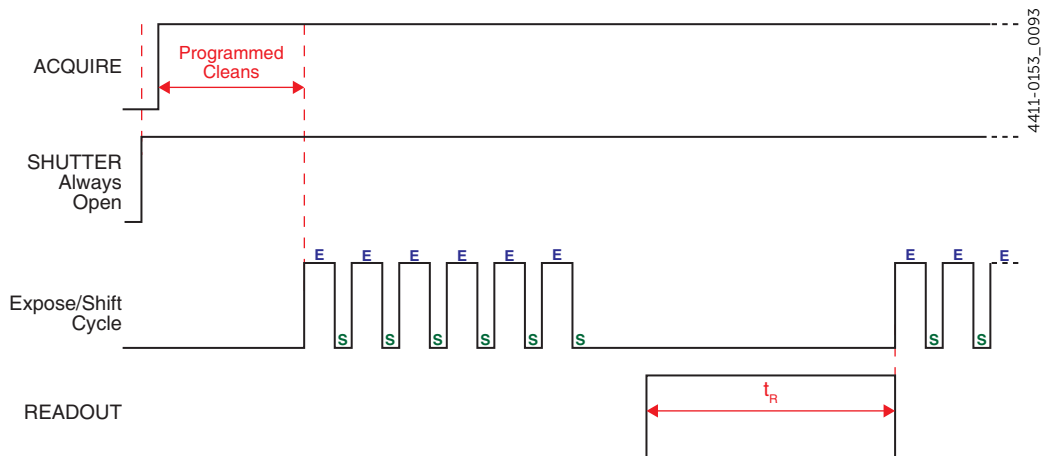 4411-0153_0093
ACQUIRE
Programmed
Cleans
SHUTTER
Always
Open
E E E E E E E E E
Expose/Shift
Cycle
S S S S S S S S
READOUT
tR